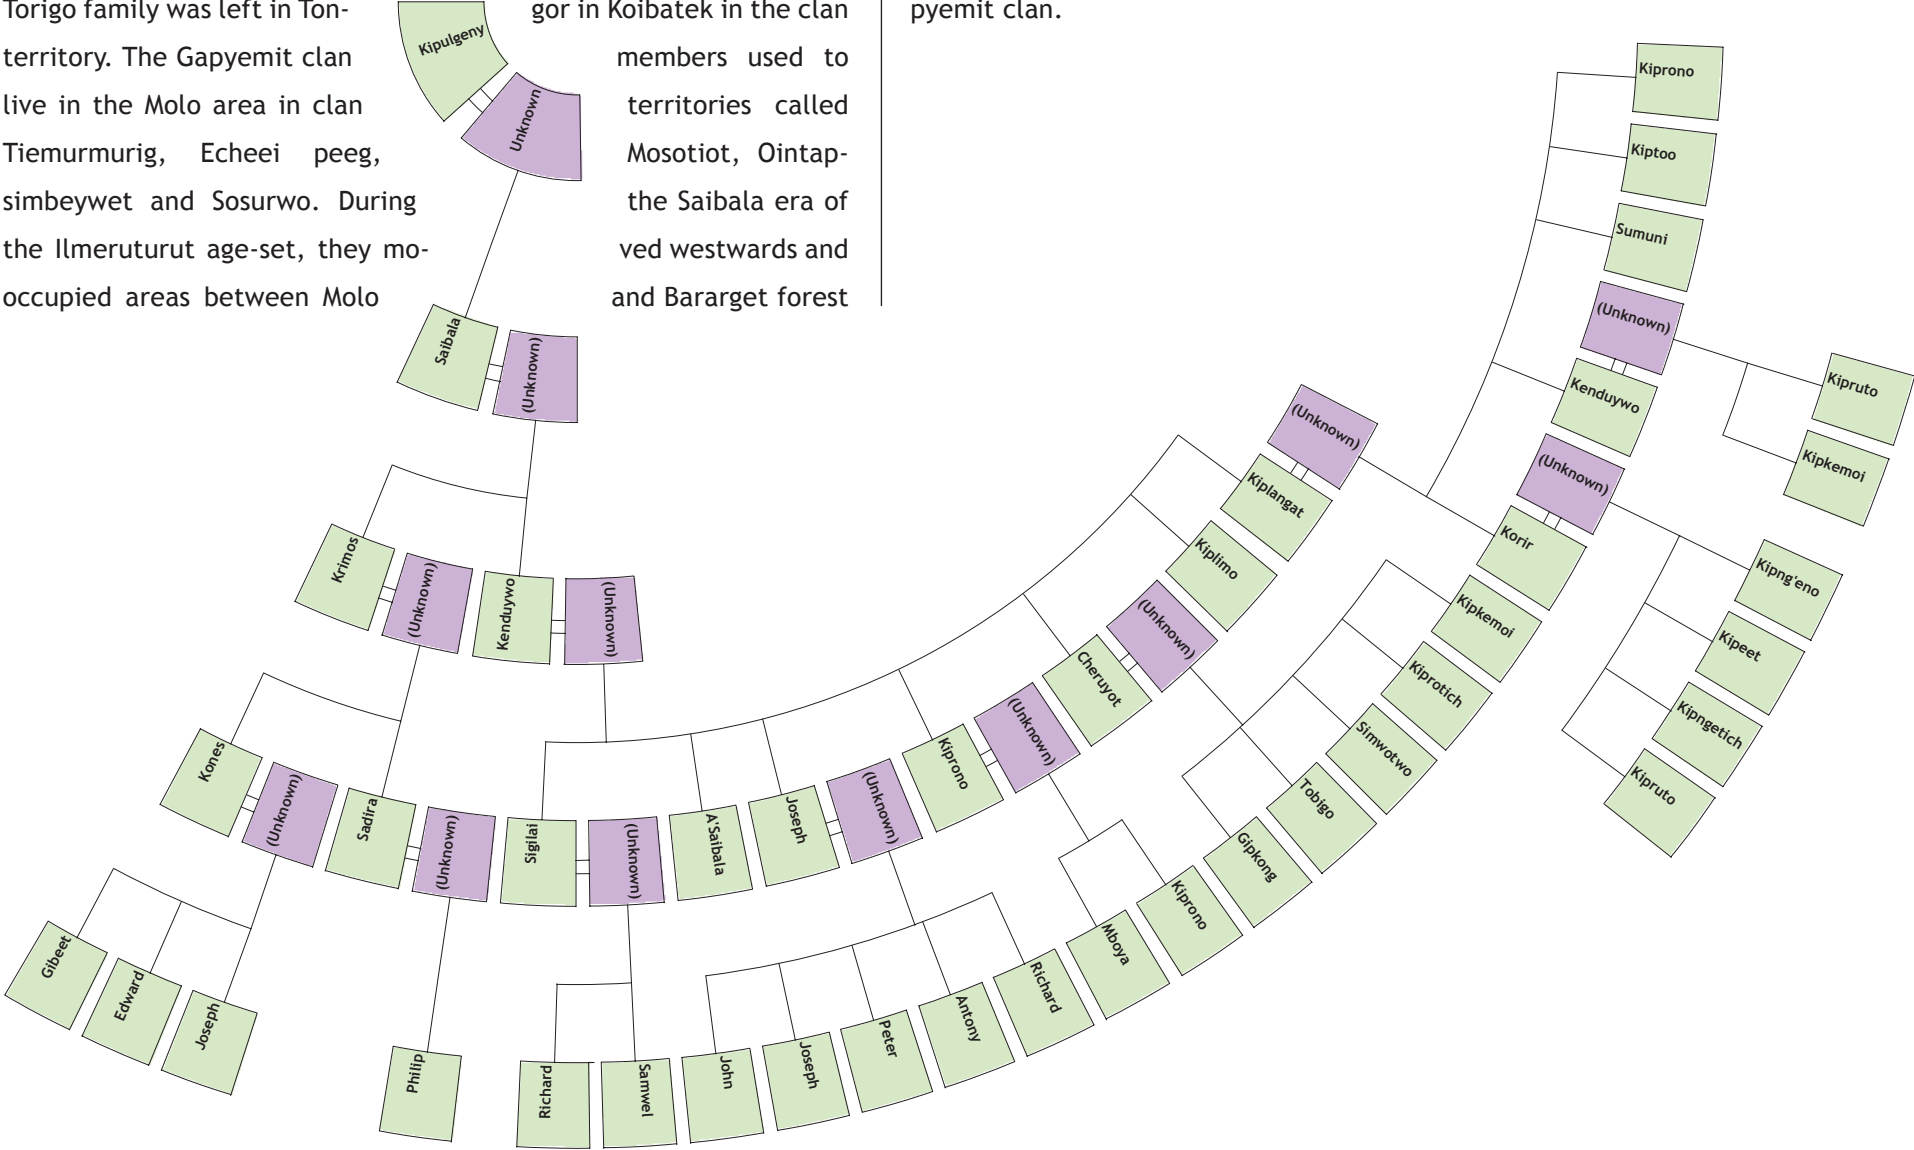 Torigo family was left in Ton-
territory. The Gapyemit clan
live in the Molo area in clan
Tiemurmurig, Echeei peeg,
simbeywet and Sosurwo. During
the Ilmeruturut age-set, they mo-
occupied areas between Molo
gor in Koibatek in the clan
members used to
territories called
Mosotiot, Ointap-
the Saibala era of
ved westwards and
and Bararget forest
pyemit clan.
Kipulgeny
Unknown
Saibala
(Unknown)
Krimos
(Unknown)
Kenduywo
(Unknown)
Kones
(Unknown)
Sadira
(Unknown)
Sigilai
(Unknown)
A'Saibala
Joseph
(Unknown)
Kiprono
(Unknown)
Cheruyot
(Unknown)
Kiplimo
Kiplangat
(Unknown)
Gibeet
Edward
Joseph
Philip
Richard
Samwel
John
Joseph
Peter
Antony
Richard
Mboya
Kiprono
Gipkong
Tobigo
Simwotwo
Kiprotich
Kipkemoi
Korir
(Unknown)
Kenduywo
(Unknown)
Sumuni
Kiptoo
Kiprono
Kipruto
Kipngetich
Kipeet
Kipng'eno
Kipkemoi
Kipruto